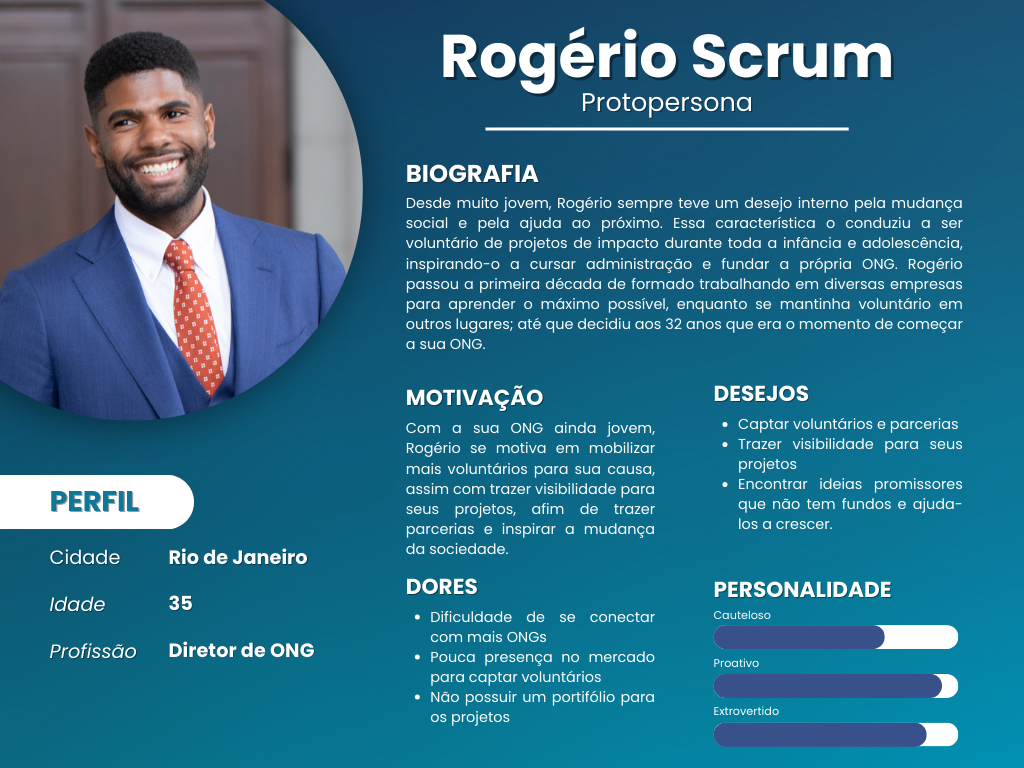 Rogério Scrum
Protopersona
BIOGRAFIA
Desde muito jovem, Rogério sempre teve um desejo interno pela mudança
social e pela ajuda ao próximo. Essa característica o conduziu a ser
voluntário de projetos de impacto durante toda a infância e adolescência,
inspirando-o a cursar administração e fundar a própria ONG. Rogério
passou a primeira década de formado trabalhando em diversas empresas
para aprender o máximo possível, enquanto se mantinha voluntário em
outros lugares; até que decidiu aos 32 anos que era o momento de começar
a sua ONG.
MOTIVAÇÃO
Com a sua ONG ainda jovem,
Rogério se motiva em mobilizar
mais voluntários para sua causa,
assim com trazer visibilidade para
seus projetos, afim de trazer
parcerias e inspirar a mudança
da sociedade.
DESEJOS
• Captar voluntários e parcerias
• Trazer visibilidade para seus
projetos
• Encontrar ideias promissores
que não tem fundos e ajuda-
los a crescer.
PERFIL
Cidade Rio de Janeiro
Idade 35
Profissão Diretor de ONG
DORES
• Dificuldade de se conectar
com mais ONGs
• Pouca presença no mercado
para captar voluntários
• Não possuir um portifólio para
os projetos
PERSONALIDADE
Cauteloso
Proativo
Extrovertido